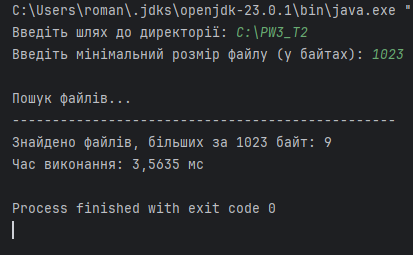 C:\Users\roman\.jdks\openjdk-23.0.1\bin\java.exe
Введіть шлях до директорії: C:\PW3_T2
Введіть мінімальний розмір файлу (у байтах): 1023
Пошук файлів...
------------------------------------------------
Знайдено файлів, більших за 1023 байт: 9
Час виконання: 3,5635 мс
Process finished with exit code 0